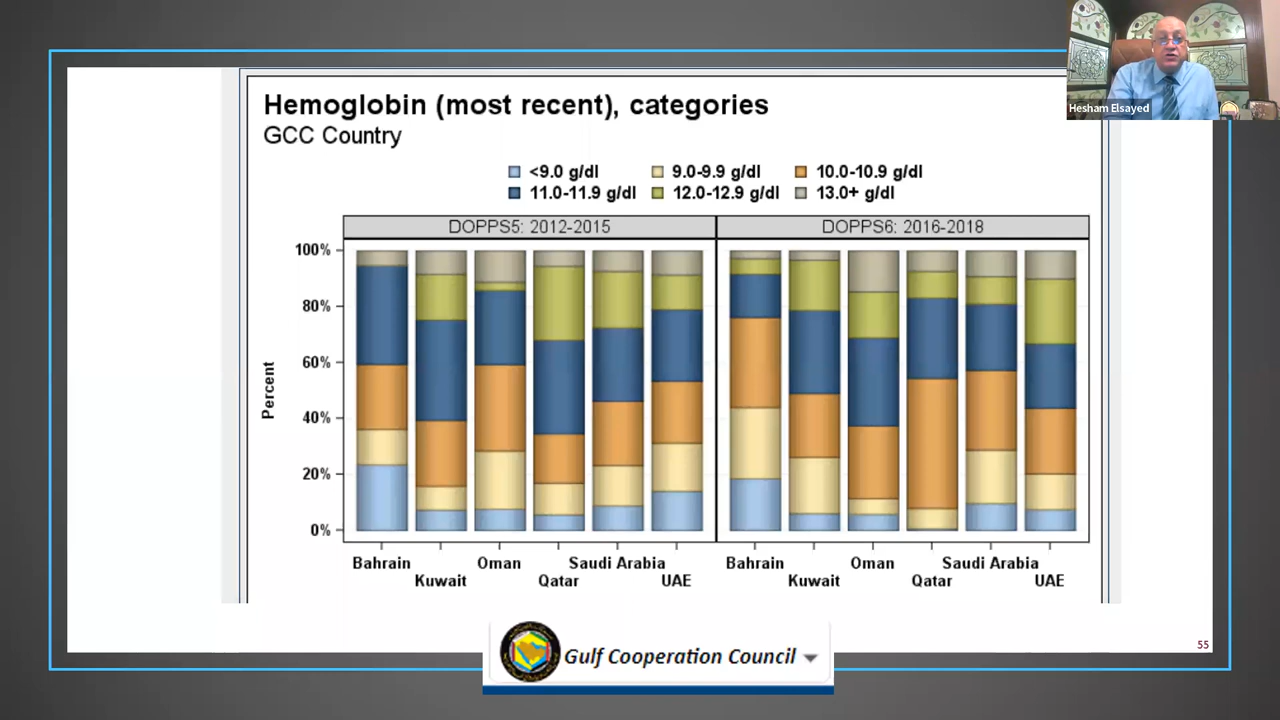 Hesham Elsayed
Hemoglobin (most recent), categories
GCC Country
<9.0 g/dl 9.0-9.9 g/dl 10.0-10.9 g/dl
11.0-11.9 g/dl 12.0-12.9 g/dl 13.0+ g/dl
DOPPS5: 2012-2015 DOPPS6: 2016-2018
100%
80%
60%
40%
20%
0%
Percent
Bahrain Oman Saudi Arabia Bahrain Oman Saudi Arabia
Kuwait Qatar UAE Kuwait Qatar UAE
55
Gulf Cooperation Council